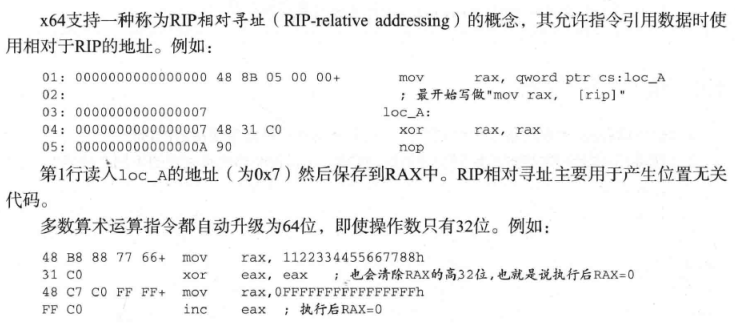 x64支持一种称为RIP相对寻址（RIP-relative addressing）的概念，其允许指令引用数据时使
用相对于RIP的地址。例如：
01: 0000000000000000 48 8B 05 00 00+ mov rax, qword ptr cs:loc_A
02: ; 最开始写做"mov rax, [rip]"
03: 0000000000000007 loc_A:
04: 0000000000000007 48 31 C0 xor rax, rax
05: 000000000000000A 90 nop
第1行读入loc_A的地址（为0x7）然后保存到RAX中。RIP相对寻址主要用于产生位置无关
代码。
多数算术运算指令都自动升级为64位，即使操作数只有32位。例如：
48 B8 88 77 66+ mov rax, 1122334455667788h
31 C0 xor eax, eax ; 也会清除RAX的高32位,也就是说执行后RAX=0
48 C7 C0 FF FF+ mov rax,0FFFFFFFFFFFFFFFFh
FF C0 inc eax ; 执行后RAX=0